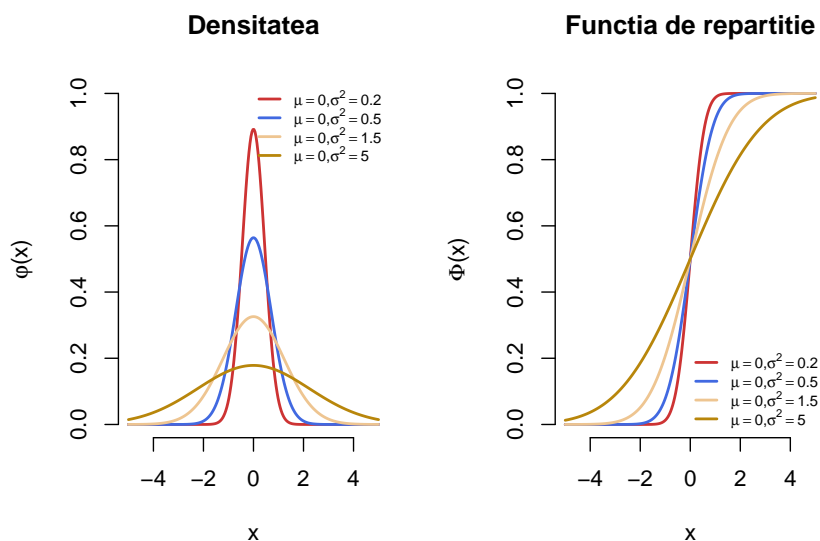 Densitatea
φ(x)
1.0
0.8
0.6
0.4
0.2
0.0
μ = 0,σ² = 0.2
μ = 0,σ² = 0.5
μ = 0,σ² = 1.5
μ = 0,σ² = 5
−4 −2 0 2 4
x
Functia de repartitie
Φ(x)
1.0
0.8
0.6
0.4
0.2
0.0
μ = 0,σ² = 0.2
μ = 0,σ² = 0.5
μ = 0,σ² = 1.5
μ = 0,σ² = 5
−4 −2 0 2 4
x